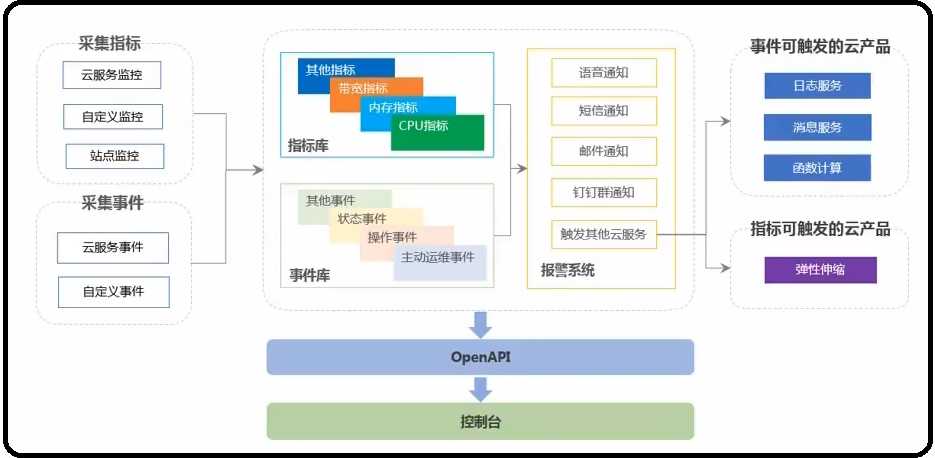 采集指标
云服务监控
自定义监控
站点监控
采集事件
云服务事件
自定义事件
其他指标
带宽指标
内存指标
CPU指标
指标库
其他事件
状态事件
操作事件
主动运维事件
事件库
语音通知
短信通知
邮件通知
钉钉群通知
触发其他云服务
报警系统
事件可触发的云产品
日志服务
消息服务
函数计算
指标可触发的云产品
弹性伸缩
OpenAPI
控制台